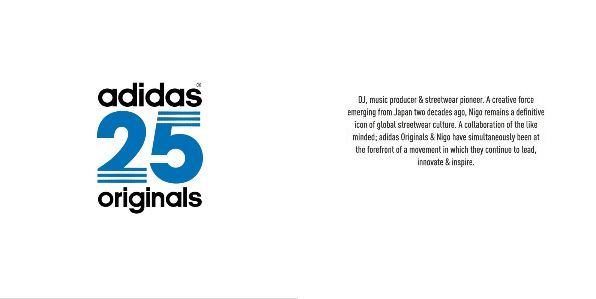 adidas®
25
originals
DJ, music producer & streetwear pioneer. A creative force
emerging from Japan two decades ago, Nigo remains a definitive
icon of global streetwear culture. A collaboration of the like
minded; adidas Originals & Nigo have simultaneously been at
the forefront of a movement in which they continue to lead,
innovate & inspire.